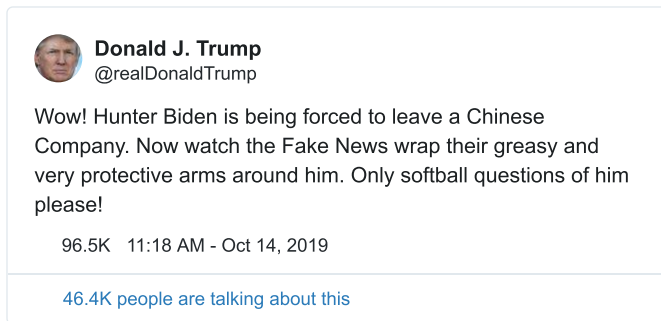 Donald J. Trump
@realDonaldTrump
Wow! Hunter Biden is being forced to leave a Chinese
Company. Now watch the Fake News wrap their greasy and
very protective arms around him. Only softball questions of him
please!
96.5K 11:18 AM - Oct 14, 2019
46.4K people are talking about this